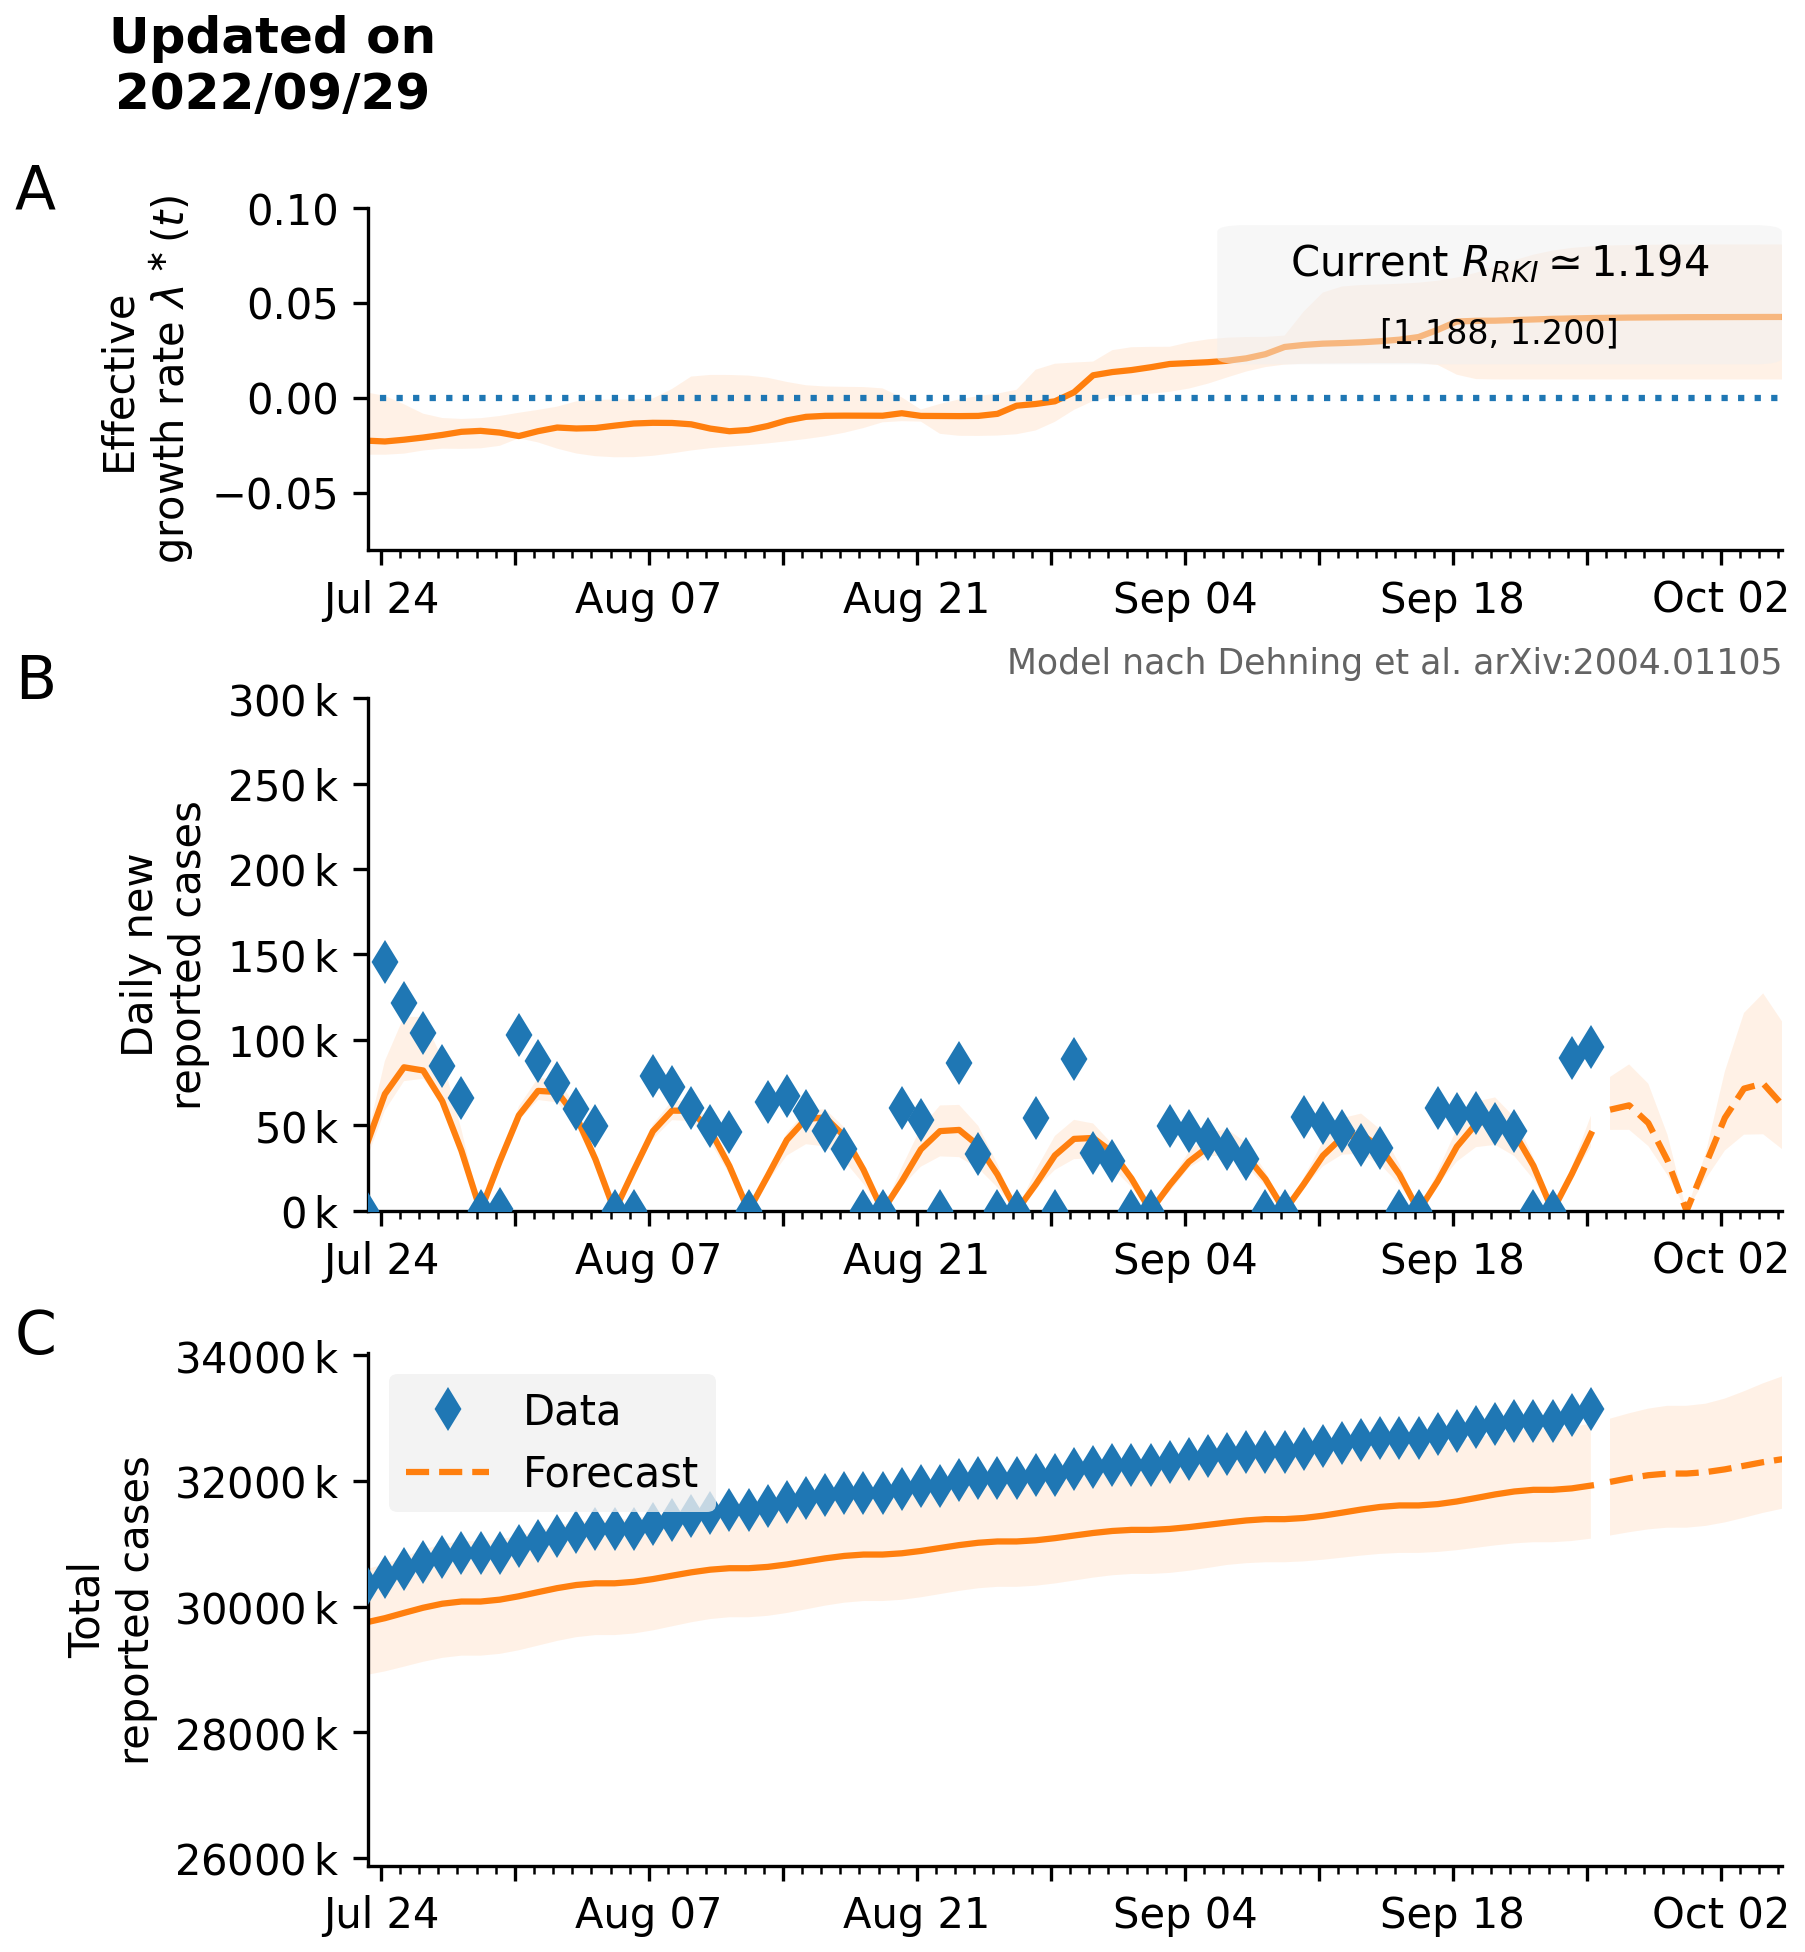 Updated on
2022/09/29
A
Effective
growth rate λ * (t)
0.10
0.05
0.00
−0.05
Current R_RKI ≃ 1.194
[1.188, 1.200]
Jul 24 Aug 07 Aug 21 Sep 04 Sep 18 Oct 02
Model nach Dehning et al. arXiv:2004.01105
B
Daily new
reported cases
300 k
250 k
200 k
150 k
100 k
50 k
0 k
Jul 24 Aug 07 Aug 21 Sep 04 Sep 18 Oct 02
C
Total
reported cases
34000 k
32000 k
30000 k
28000 k
26000 k
Data
Forecast
Jul 24 Aug 07 Aug 21 Sep 04 Sep 18 Oct 02